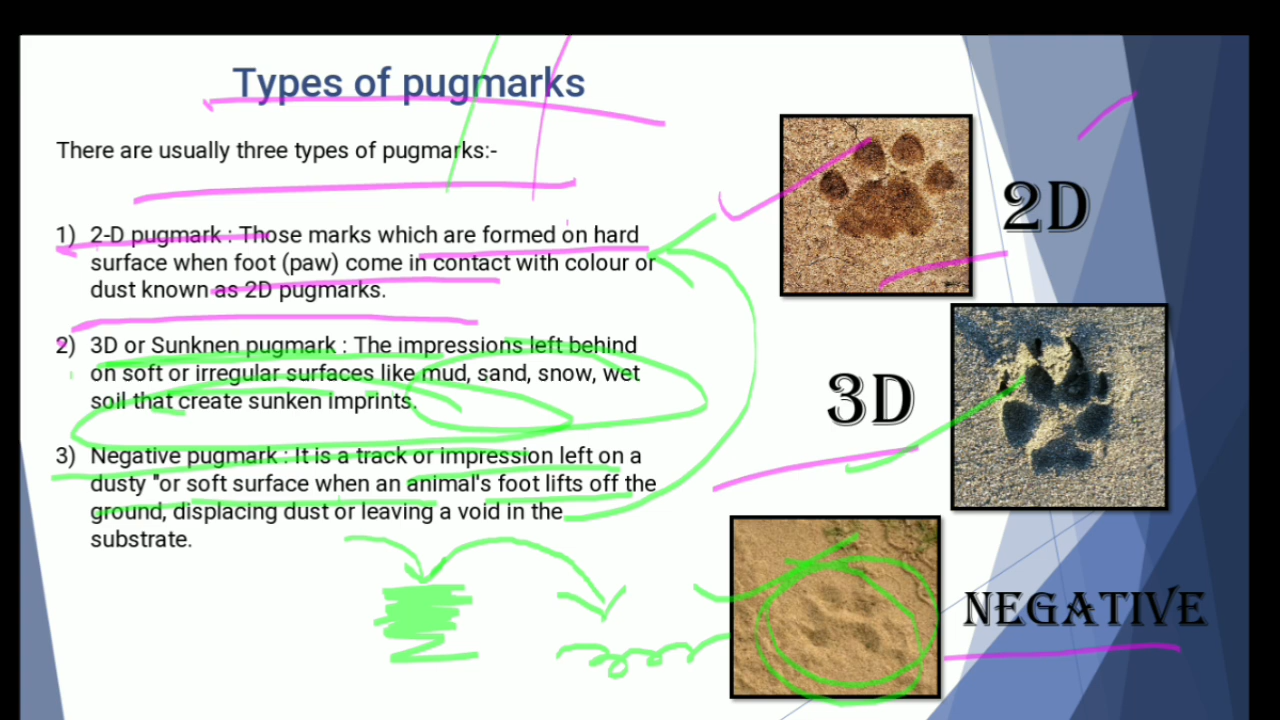 Types of pugmarks
There are usually three types of pugmarks:-
1) 2-D pugmark : Those marks which are formed on hard
surface when foot (paw) come in contact with colour or
dust known as 2D pugmarks.
2) 3D or Sunknen pugmark : The impressions left behind
on soft or irregular surfaces like mud, sand, snow, wet
soil that create sunken imprints.
3) Negative pugmark : It is a track or impression left on a
dusty "or soft surface when an animal's foot lifts off the
ground, displacing dust or leaving a void in the
substrate.
2D
3D
NEGATIVE